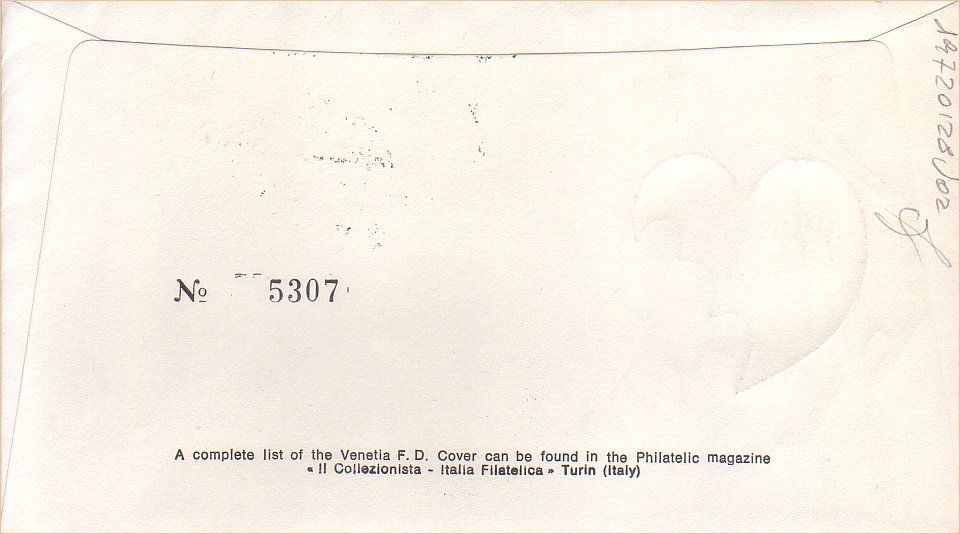 19720128J02
№ 5307
A complete list of the Venetia F. D. Cover can be found in the Philatelic magazine
« Il Collezionista - Italia Filatelica » Turin (Italy)